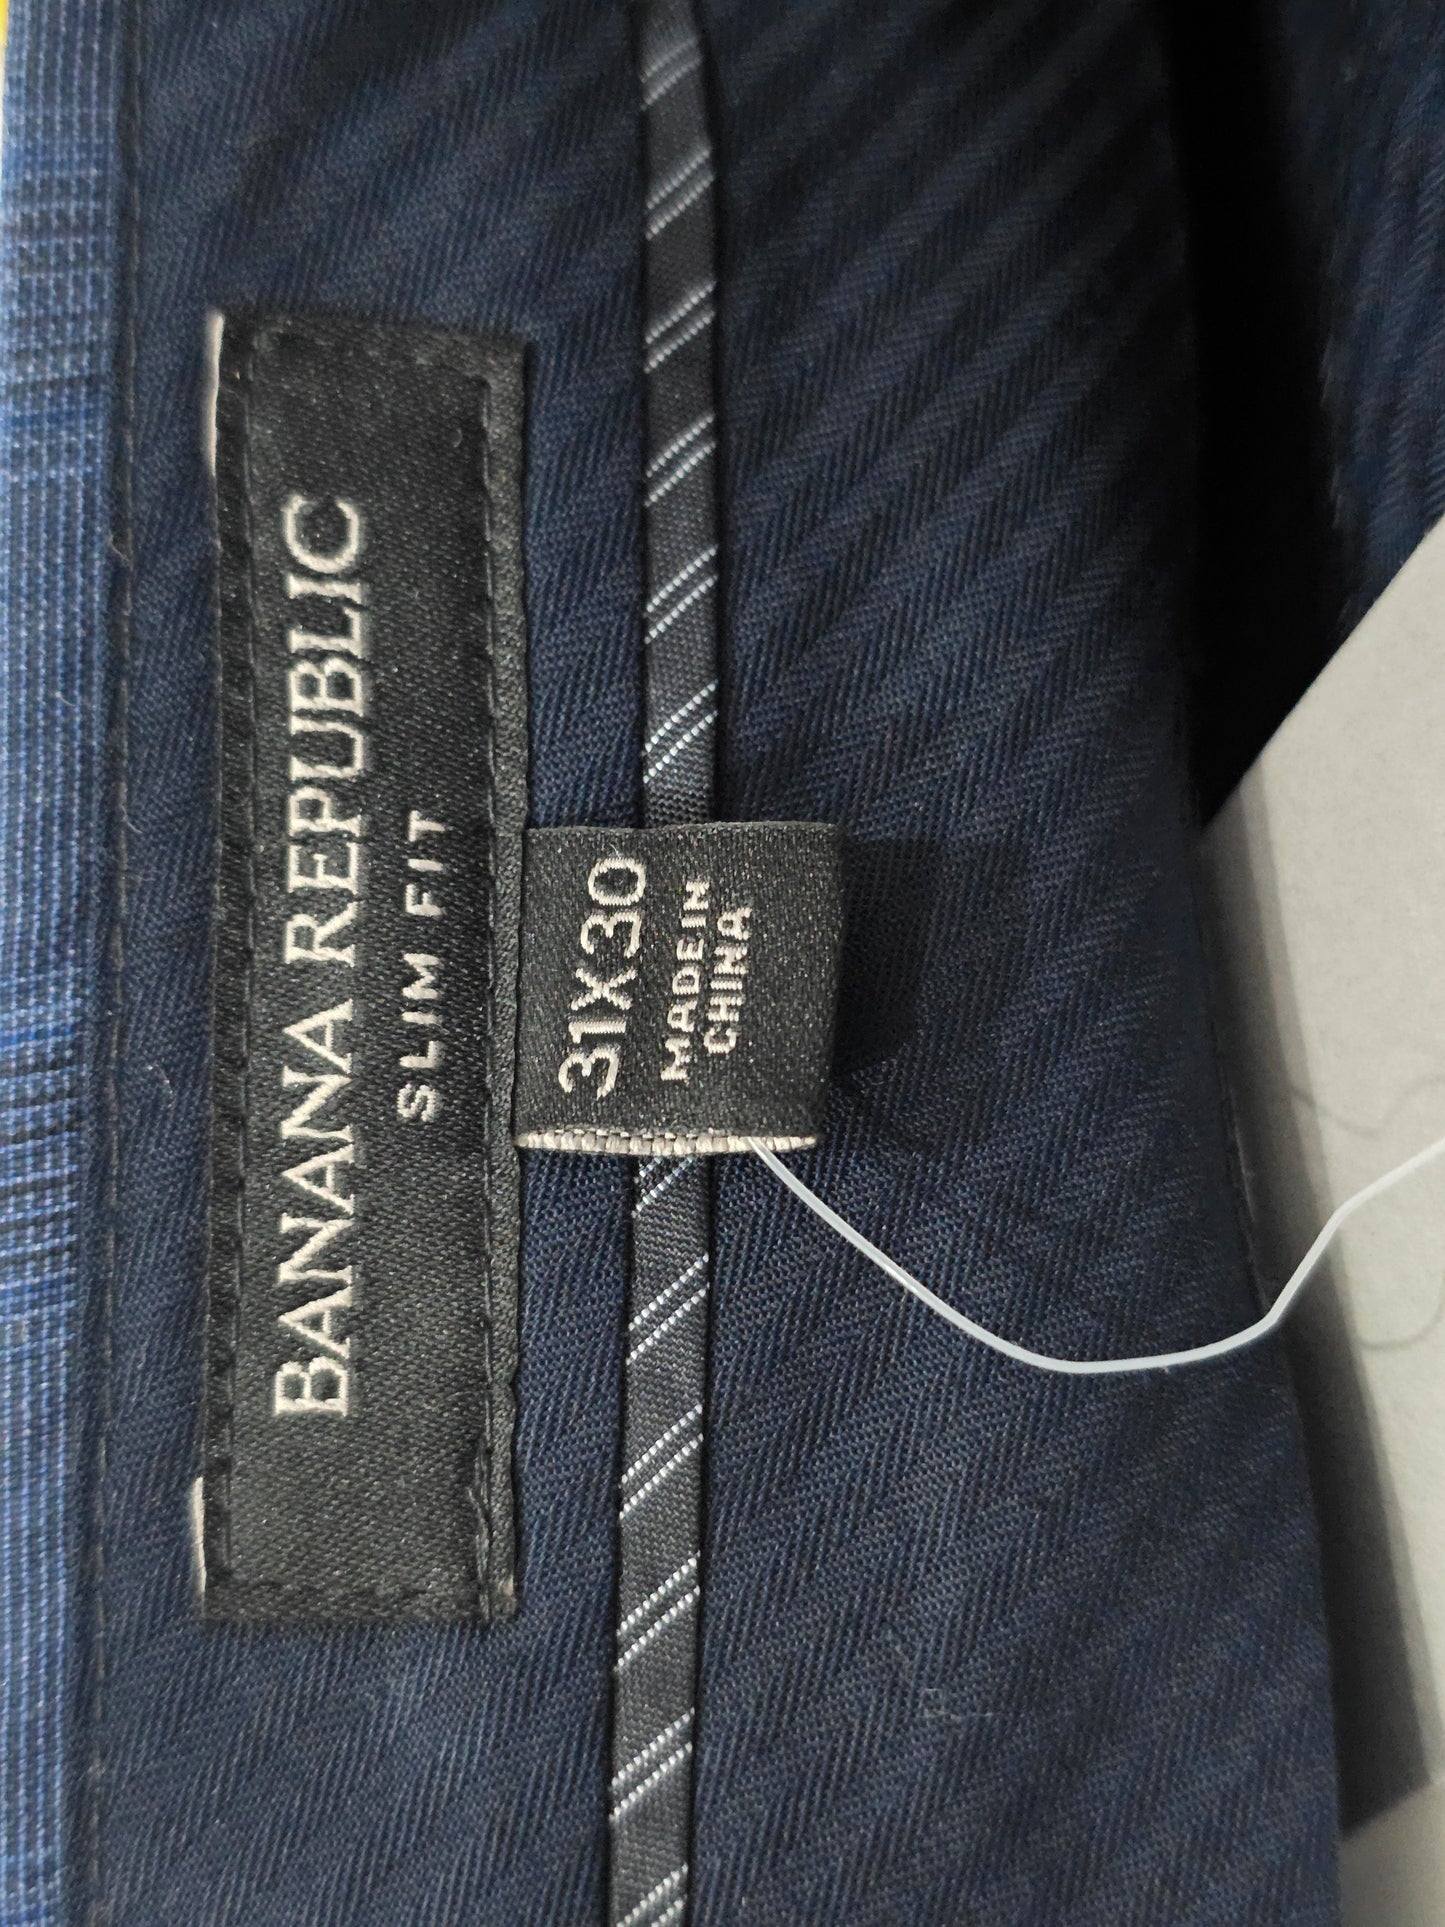 BANANA REPUBLIC
SLIM FIT
31X30
MADE IN
CHINA